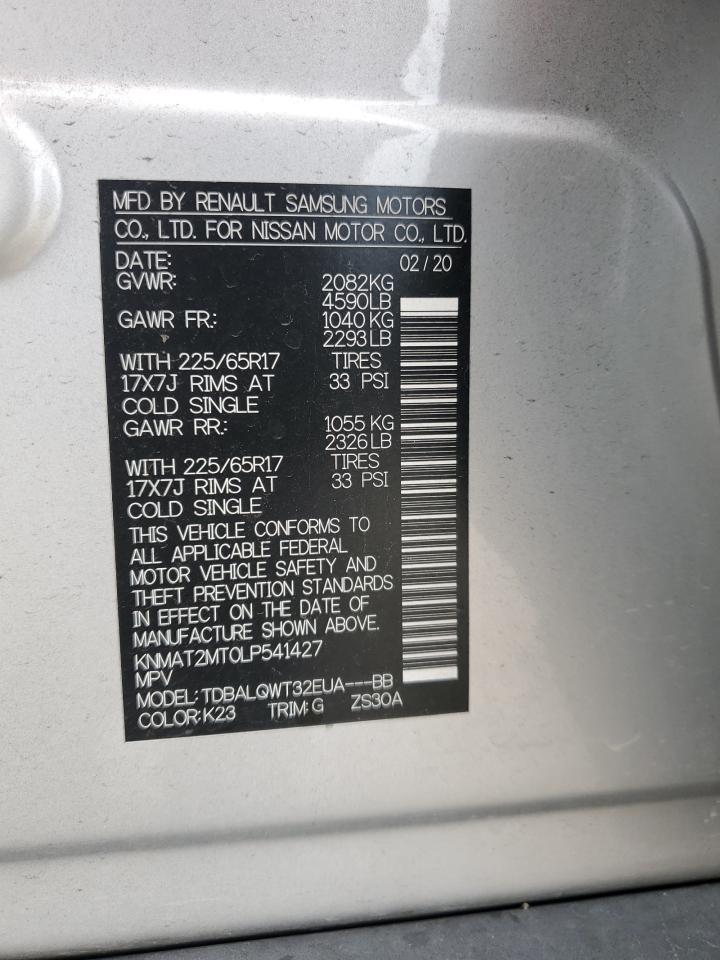 MFD BY RENAULT SAMSUNG MOTORS
CO., LTD. FOR NISSAN MOTOR CO., LTD.
DATE: 02 / 20
GVWR: 2082KG
4590LB
GAWR FR: 1040 KG
2293 LB
WITH 225/65R17 TIRES
17X7J RIMS AT 33 PSI
COLD SINGLE
GAWR RR: 1055 KG
2326 LB
WITH 225/65R17 TIRES
17X7J RIMS AT 33 PSI
COLD SINGLE
THIS VEHICLE CONFORMS TO
ALL APPLICABLE FEDERAL
MOTOR VEHICLE SAFETY AND
THEFT PREVENTION STANDARDS
IN EFFECT ON THE DATE OF
MANUFACTURE SHOWN ABOVE.
KNMAT2MT0LP541427
MPV
MODEL: TDBALQWT32EUA---BB
COLOR: K23 TRIM: G ZS30A